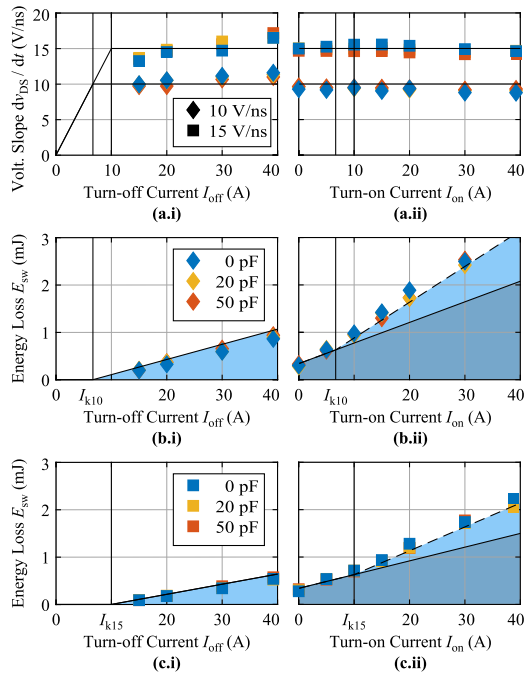 Volt. Slope dvDS / dt (V/ns)
20
15
10
5
0
10 V/ns
15 V/ns
0 10 20 30 40
0 10 20 30 40
Turn-off Current Ioff (A)
Turn-on Current Ion (A)
(a.i)
(a.ii)
Energy Loss Esw (mJ)
3
2
1
0
0 pF
20 pF
50 pF
0 20 30 40
0 20 30 40
Ik10
Ik10
Turn-off Current Ioff (A)
Turn-on Current Ion (A)
(b.i)
(b.ii)
Energy Loss Esw (mJ)
3
2
1
0
0 pF
20 pF
50 pF
0 20 30 40
0 20 30 40
Ik15
Ik15
Turn-off Current Ioff (A)
Turn-on Current Ion (A)
(c.i)
(c.ii)